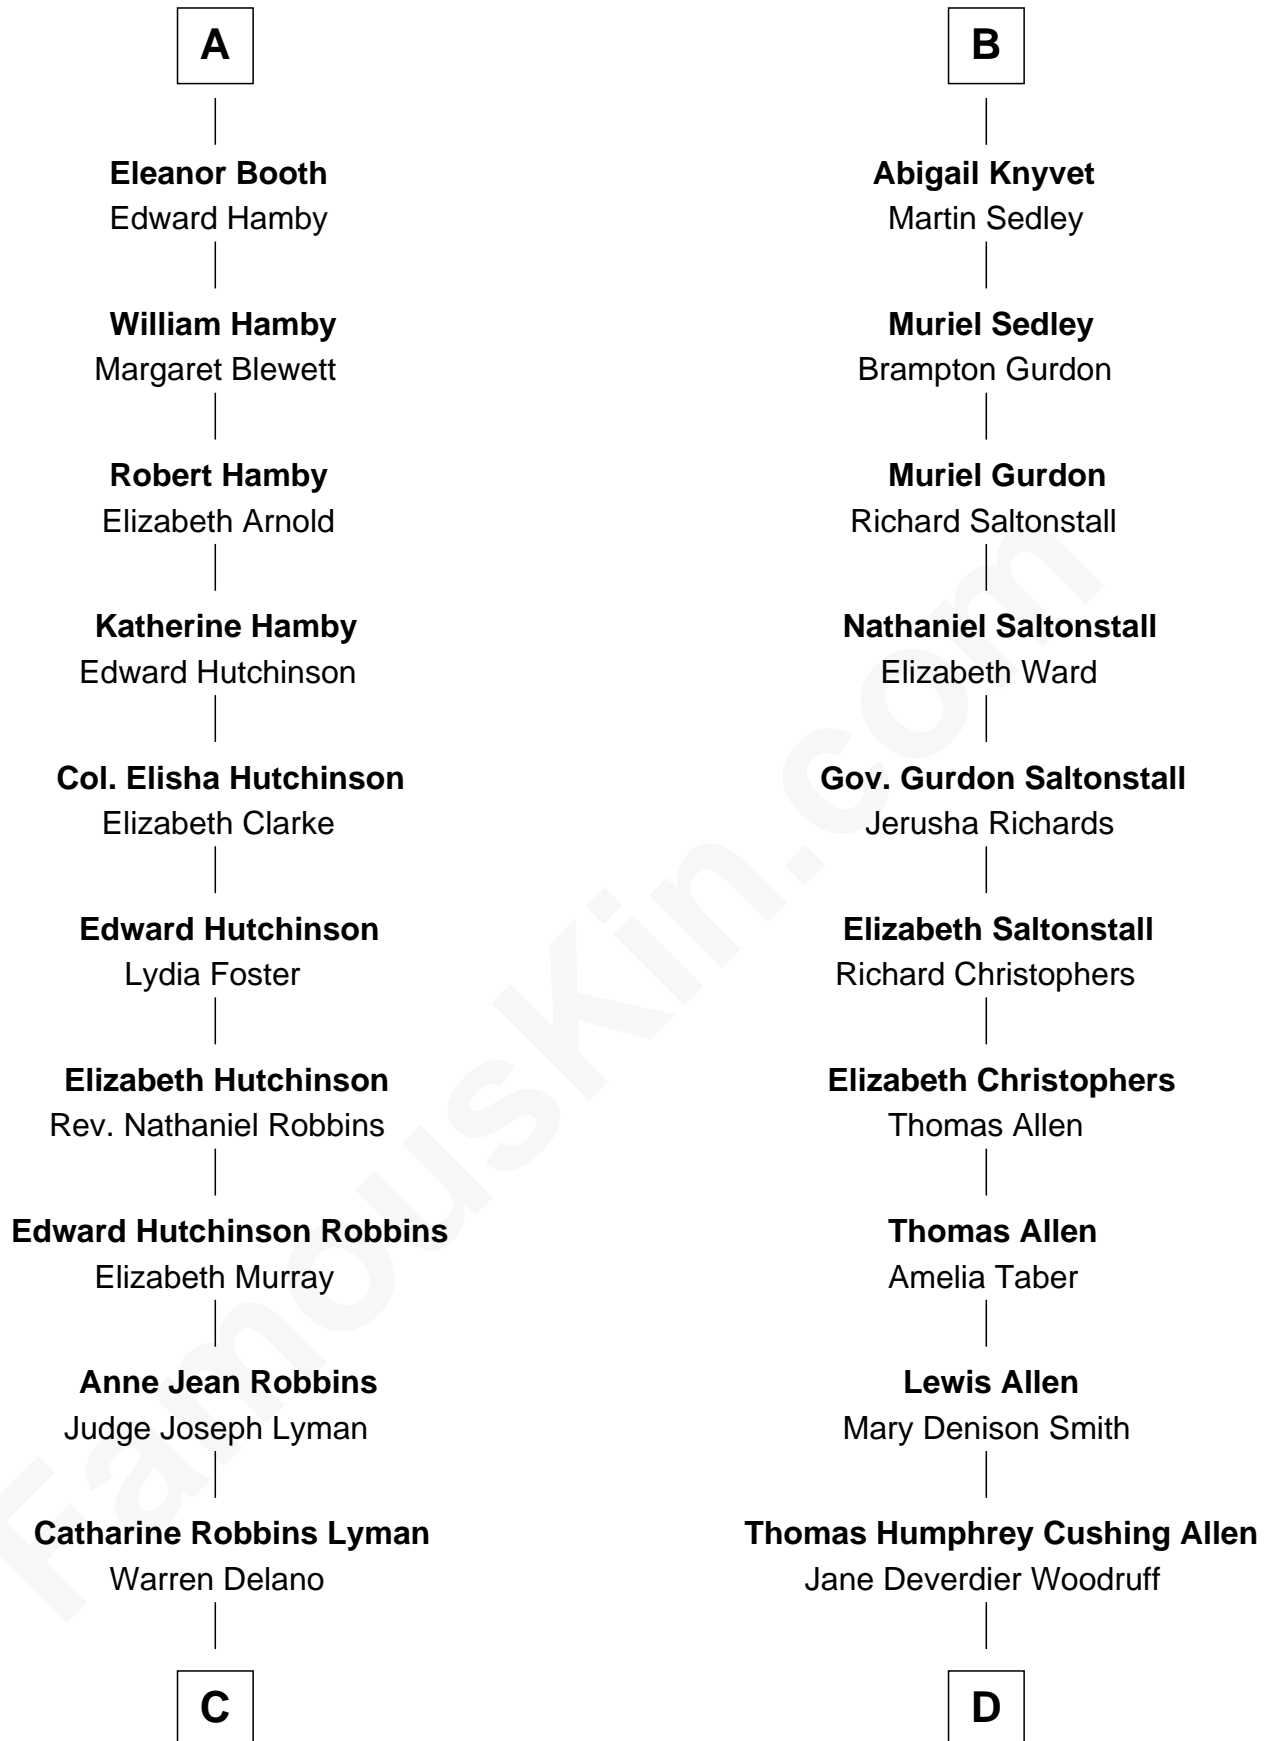 A
Eleanor Booth
Edward Hamby
William Hamby
Margaret Blewett
Robert Hamby
Elizabeth Arnold
Katherine Hamby
Edward Hutchinson
Col. Elisha Hutchinson
Elizabeth Clarke
Edward Hutchinson
Lydia Foster
Elizabeth Hutchinson
Rev. Nathaniel Robbins
Edward Hutchinson Robbins
Elizabeth Murray
Anne Jean Robbins
Judge Joseph Lyman
Catharine Robbins Lyman
Warren Delano
C
B
Abigail Knyvet
Martin Sedley
Muriel Sedley
Brampton Gurdon
Muriel Gurdon
Richard Saltonstall
Nathaniel Saltonstall
Elizabeth Ward
Gov. Gurdon Saltonstall
Jerusha Richards
Elizabeth Saltonstall
Richard Christophers
Elizabeth Christophers
Thomas Allen
Thomas Allen
Amelia Taber
Lewis Allen
Mary Denison Smith
Thomas Humphrey Cushing Allen
Jane Deverdier Woodruff
D
FamousKin.com